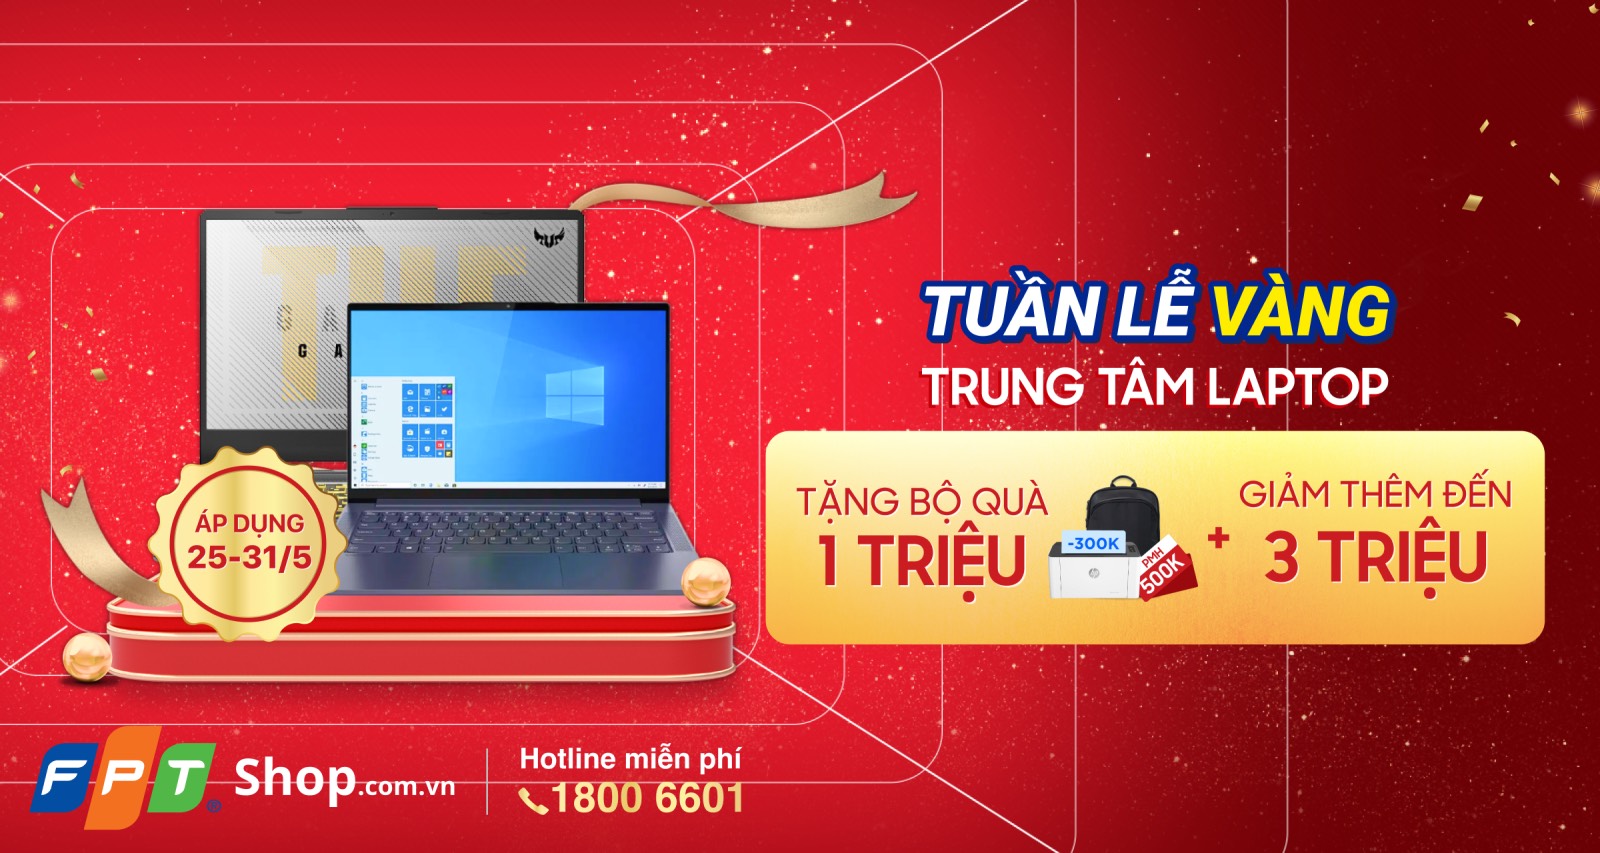 TUẦN LỄ VÀNG
TRUNG TÂM LAPTOP
TẶNG BỘ QUÀ
1 TRIỆU
-300K
PMH
500K
+
GIẢM THÊM ĐẾN
3 TRIỆU
ÁP DỤNG
25-31/5
FPT Shop.com.vn
Hotline miễn phí
1800 6601